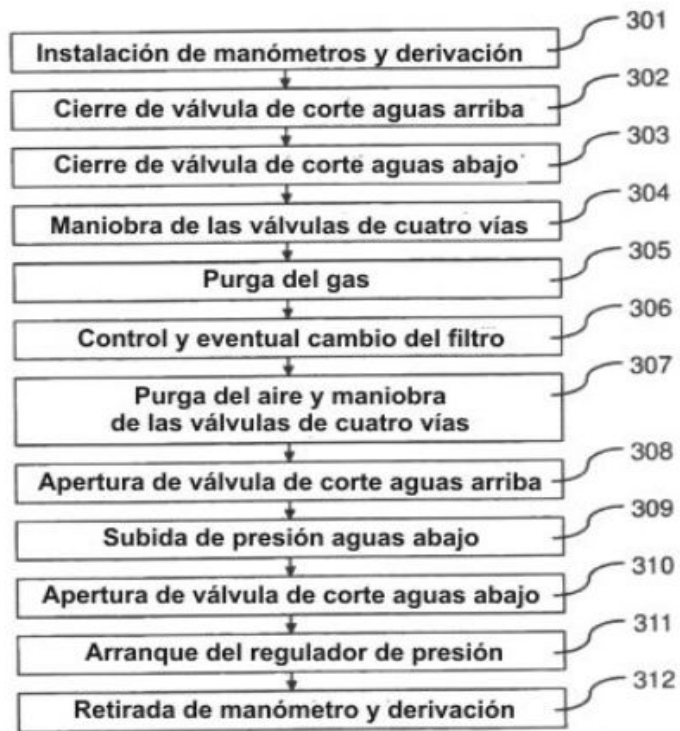 301
Instalación de manómetros y derivación
302
Cierre de válvula de corte aguas arriba
303
Cierre de válvula de corte aguas abajo
304
Maniobra de las válvulas de cuatro vías
305
Purga del gas
306
Control y eventual cambio del filtro
307
Purga del aire y maniobra
de las válvulas de cuatro vías
308
Apertura de válvula de corte aguas arriba
309
Subida de presión aguas abajo
310
Apertura de válvula de corte aguas abajo
311
Arranque del regulador de presión
312
Retirada de manómetro y derivación